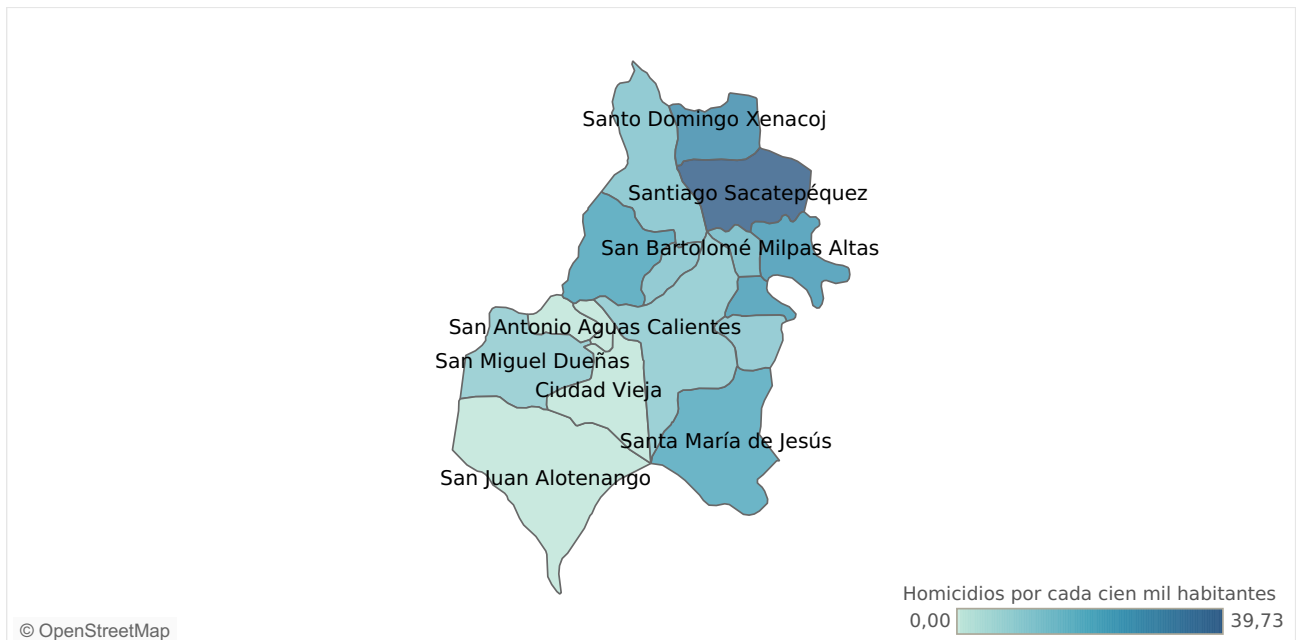 Santo Domingo Xenacoj
Santiago Sacatepéquez
San Bartolomé Milpas Altas
San Antonio Aguas Calientes
San Miguel Dueñas
Ciudad Vieja
Santa María de Jesús
San Juan Alotenango
Homicidios por cada cien mil habitantes
0,00 39,73
© OpenStreetMap